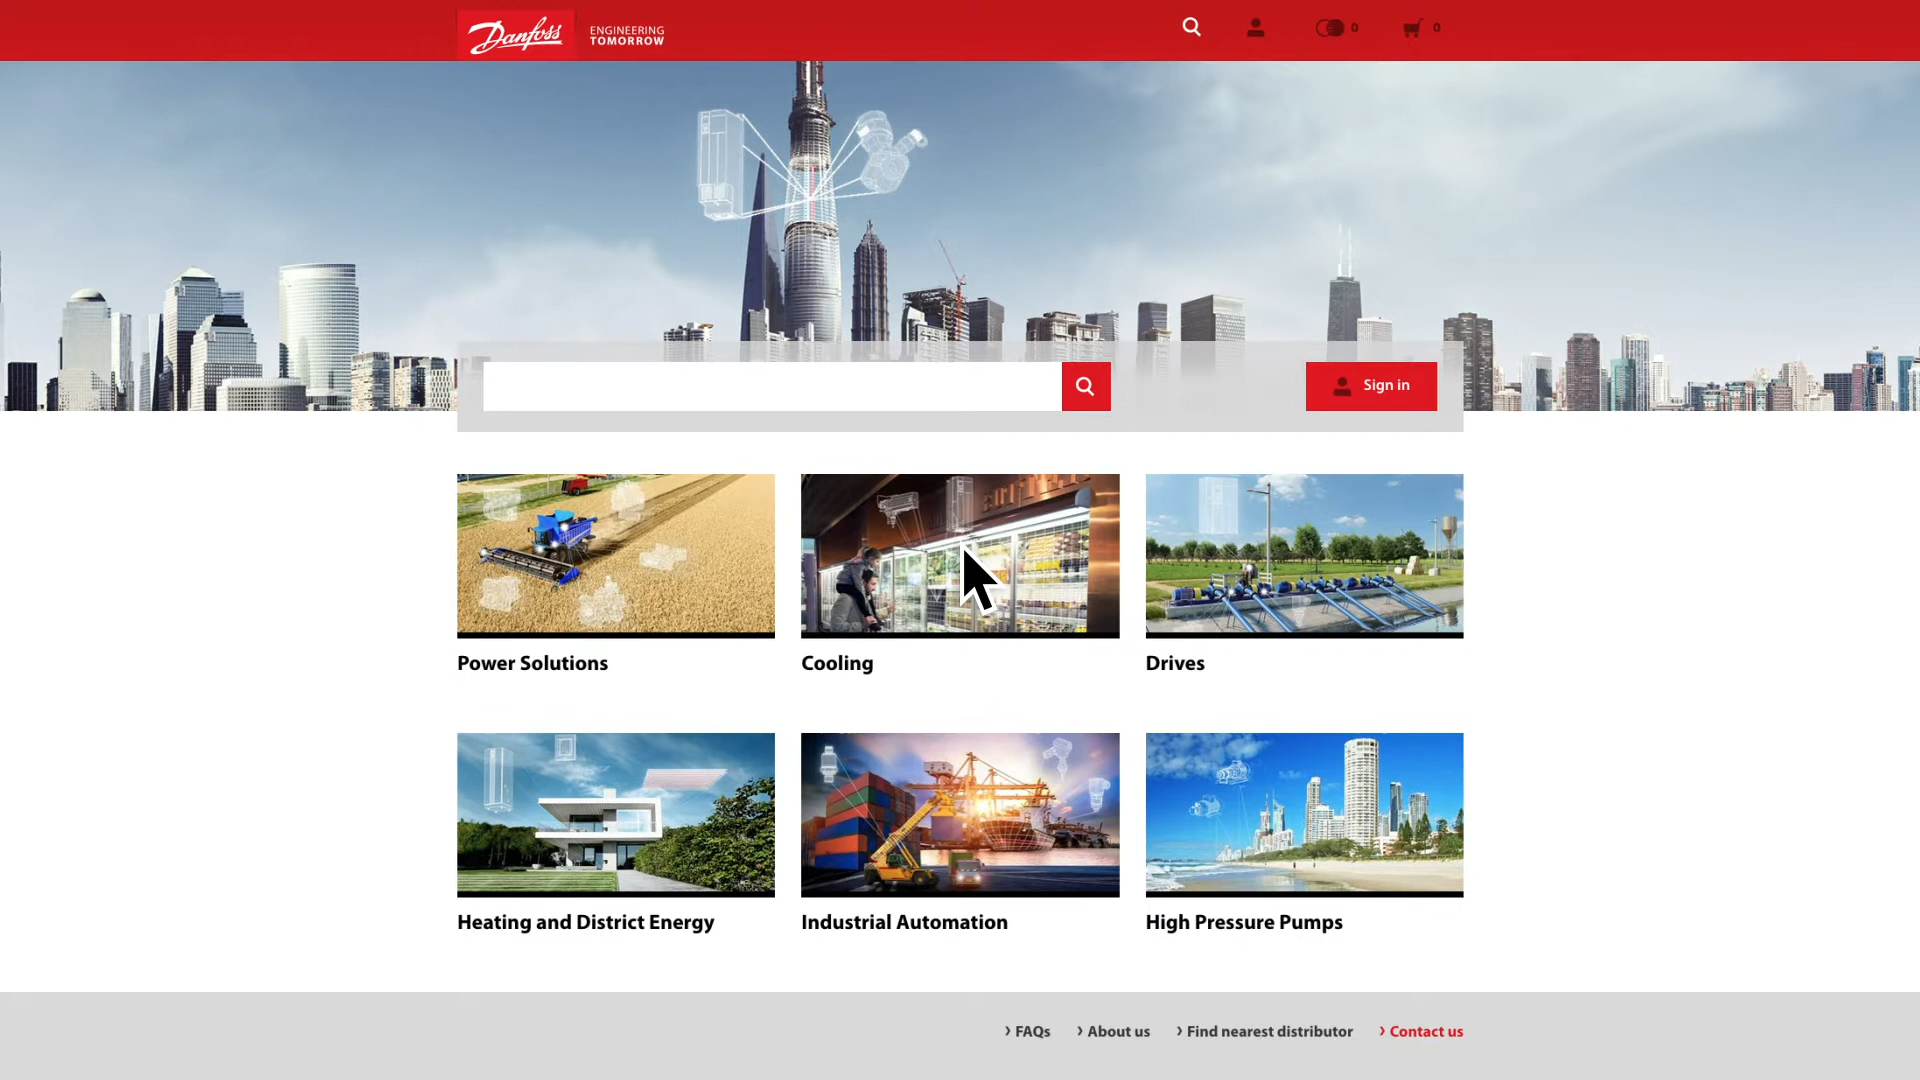 Danfoss
ENGINEERING
TOMORROW
0
0
Sign in
Power Solutions
Cooling
Drives
Heating and District Energy
Industrial Automation
High Pressure Pumps
› FAQs
› About us
› Find nearest distributor
› Contact us